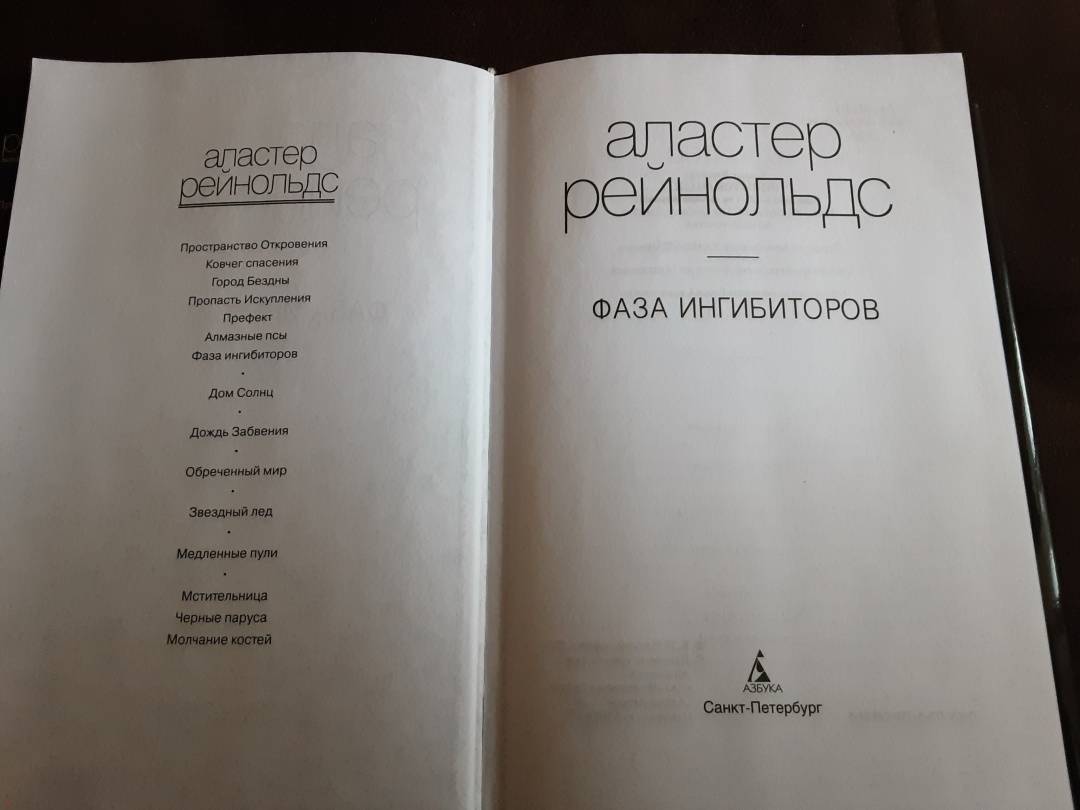 аластер
рейнольдс
Пространство Откровения
Ковчег спасения
Город Бездны
Пропасть Искупления
Префект
Алмазные псы
Фаза ингибиторов
•
Дом Солнц
•
Дождь Забвения
•
Обреченный мир
•
Звездный лед
•
Медленные пули
•
Мстительница
Черные паруса
Молчание костей
аластер
рейнольдс
ФАЗА ИНГИБИТОРОВ
АЗБУКА
Санкт-Петербург